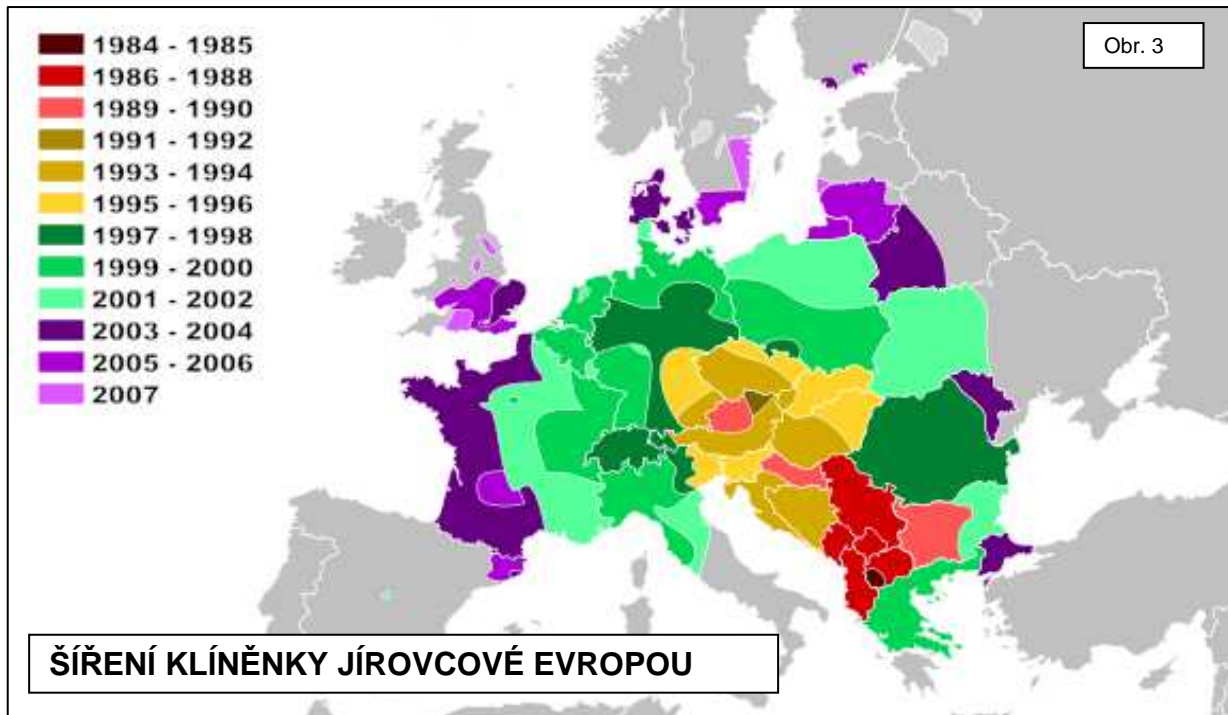 1984 - 1985
1986 - 1988
1989 - 1990
1991 - 1992
1993 - 1994
1995 - 1996
1997 - 1998
1999 - 2000
2001 - 2002
2003 - 2004
2005 - 2006
2007
Obr. 3
ŠÍŘENÍ KLÍNĚNKY JÍROVCOVÉ EVROPOU